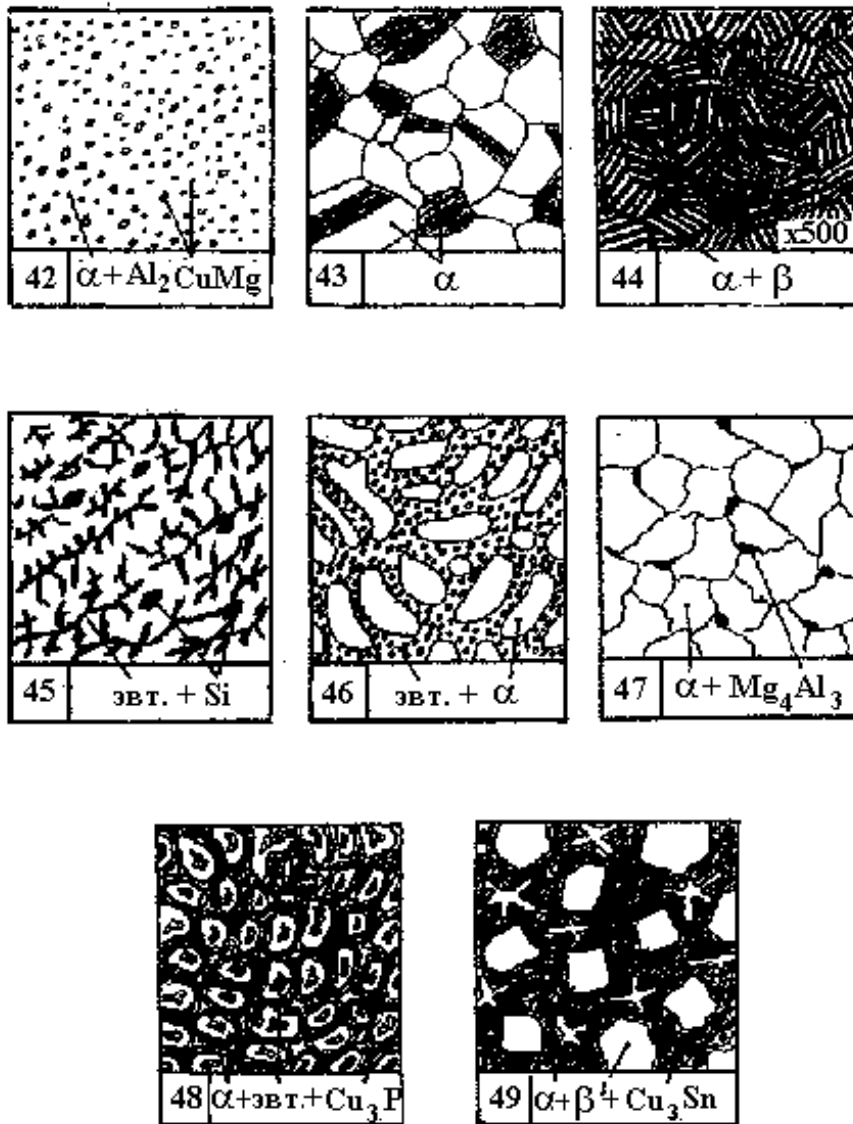 42 α + Al₂CuMg
43 α
x500
44 α + β
45 эвт. + Si
46 эвт. + α
47 α + Mg₄Al₃
48 α+эвт.+Cu₃P
49 α+β'+Cu₃Sn